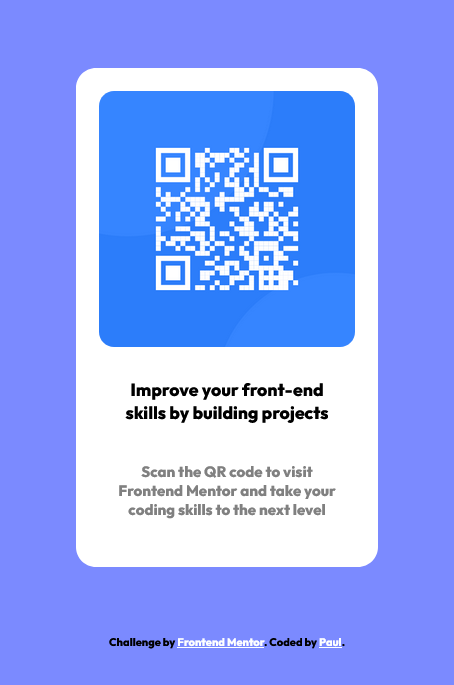 Improve your front-end
skills by building projects
Scan the QR code to visit
Frontend Mentor and take your
coding skills to the next level
Challenge by Frontend Mentor. Coded by Paul.